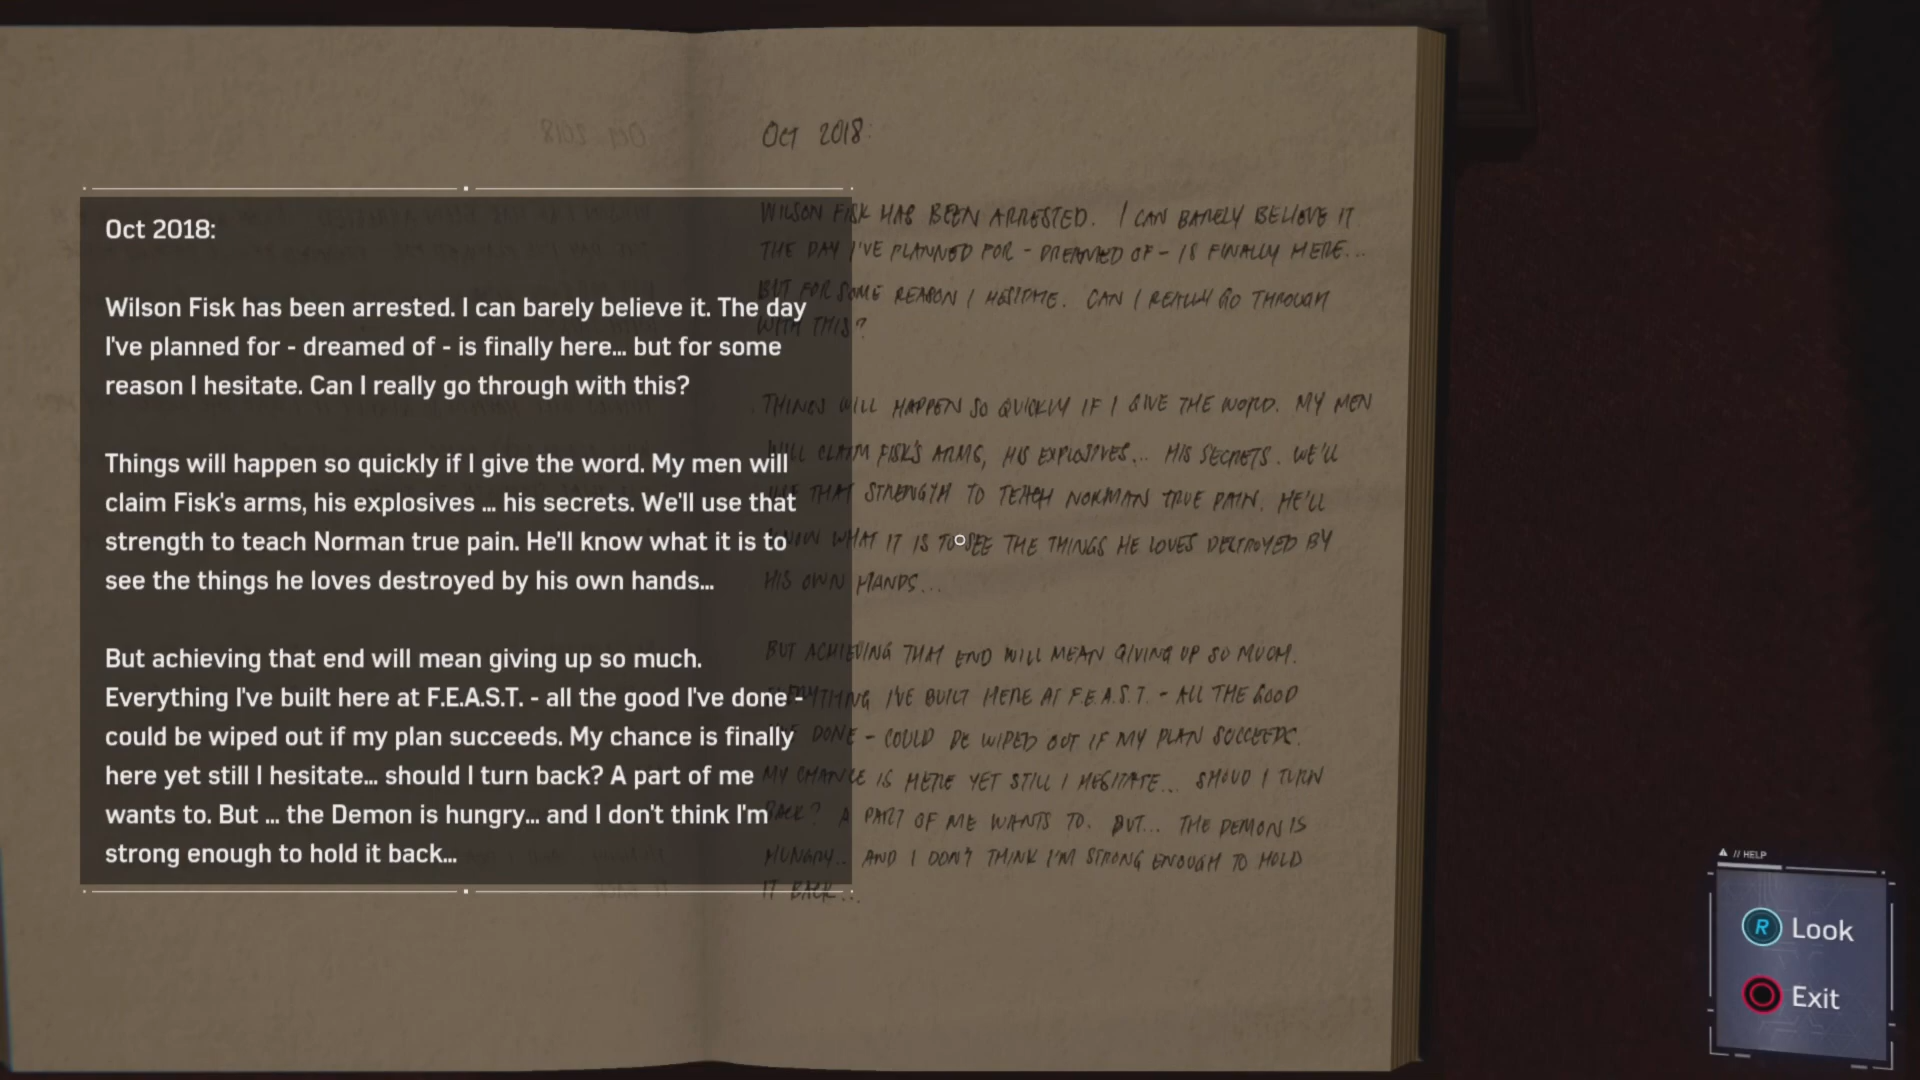 Oct 2018:
Wilson Fisk has been arrested. I can barely believe it. The day
I've planned for - dreamed of - is finally here... but for some
reason I hesitate. Can I really go through with this?
Things will happen so quickly if I give the word. My men will
claim Fisk's arms, his explosives ... his secrets. We'll use that
strength to teach Norman true pain. He'll know what it is to
see the things he loves destroyed by his own hands...
But achieving that end will mean giving up so much.
Everything I've built here at F.E.A.S.T. - all the good I've done -
could be wiped out if my plan succeeds. My chance is finally
here yet still I hesitate... should I turn back? A part of me
wants to. But ... the Demon is hungry... and I don't think I'm
strong enough to hold it back...
OCT 2018:
WILSON FISK HAS BEEN ARRESTED. I CAN BARELY BELIEVE IT
THE DAY I'VE PLANNED FOR - DREAMED OF - IS FINALLY HERE...
BUT FOR SOME REASON I HESITATE. CAN I REALLY GO THROUGH
WITH THIS?
THINGS WILL HAPPEN SO QUICKLY IF I GIVE THE WORD. MY MEN
WILL CLAIM FISK'S ARMS, HIS EXPLOSIVES... HIS SECRETS. WE'LL
USE THAT STRENGTH TO TEACH NORMAN TRUE PAIN. HE'LL
KNOW WHAT IT IS TO SEE THE THINGS HE LOVES DESTROYED BY
HIS OWN HANDS...
BUT ACHIEVING THAT END WILL MEAN GIVING UP SO MUCH.
EVERYTHING I'VE BUILT HERE AT F.E.A.S.T. - ALL THE GOOD
DONE - COULD BE WIPED OUT IF MY PLAN SUCCEEDS.
MY CHANCE IS HERE YET STILL I HESITATE... SHOUD I TURN
BACK? A PART OF ME WANTS TO. BUT... THE DEMON IS
HUNGRY... AND I DON'T THINK I'M STRONG ENOUGH TO HOLD
IT BACK...
// HELP
R Look
Exit